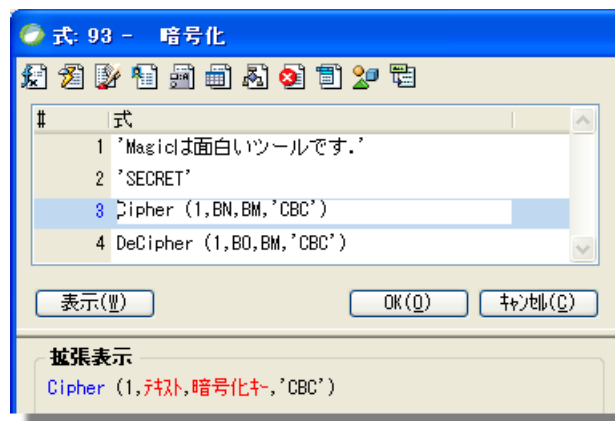 式: 93 - 暗号化
# 式
1 'Magicは面白いツールです.'
2 'SECRET'
3 Cipher (1,BN,BM,'CBC')
4 DeCipher (1,BO,BM,'CBC')
表示(W) OK(O) ｷｬﾝｾﾙ(C)
拡張表示
Cipher (1,ﾃｷｽﾄ,暗号化ｷｰ,'CBC')